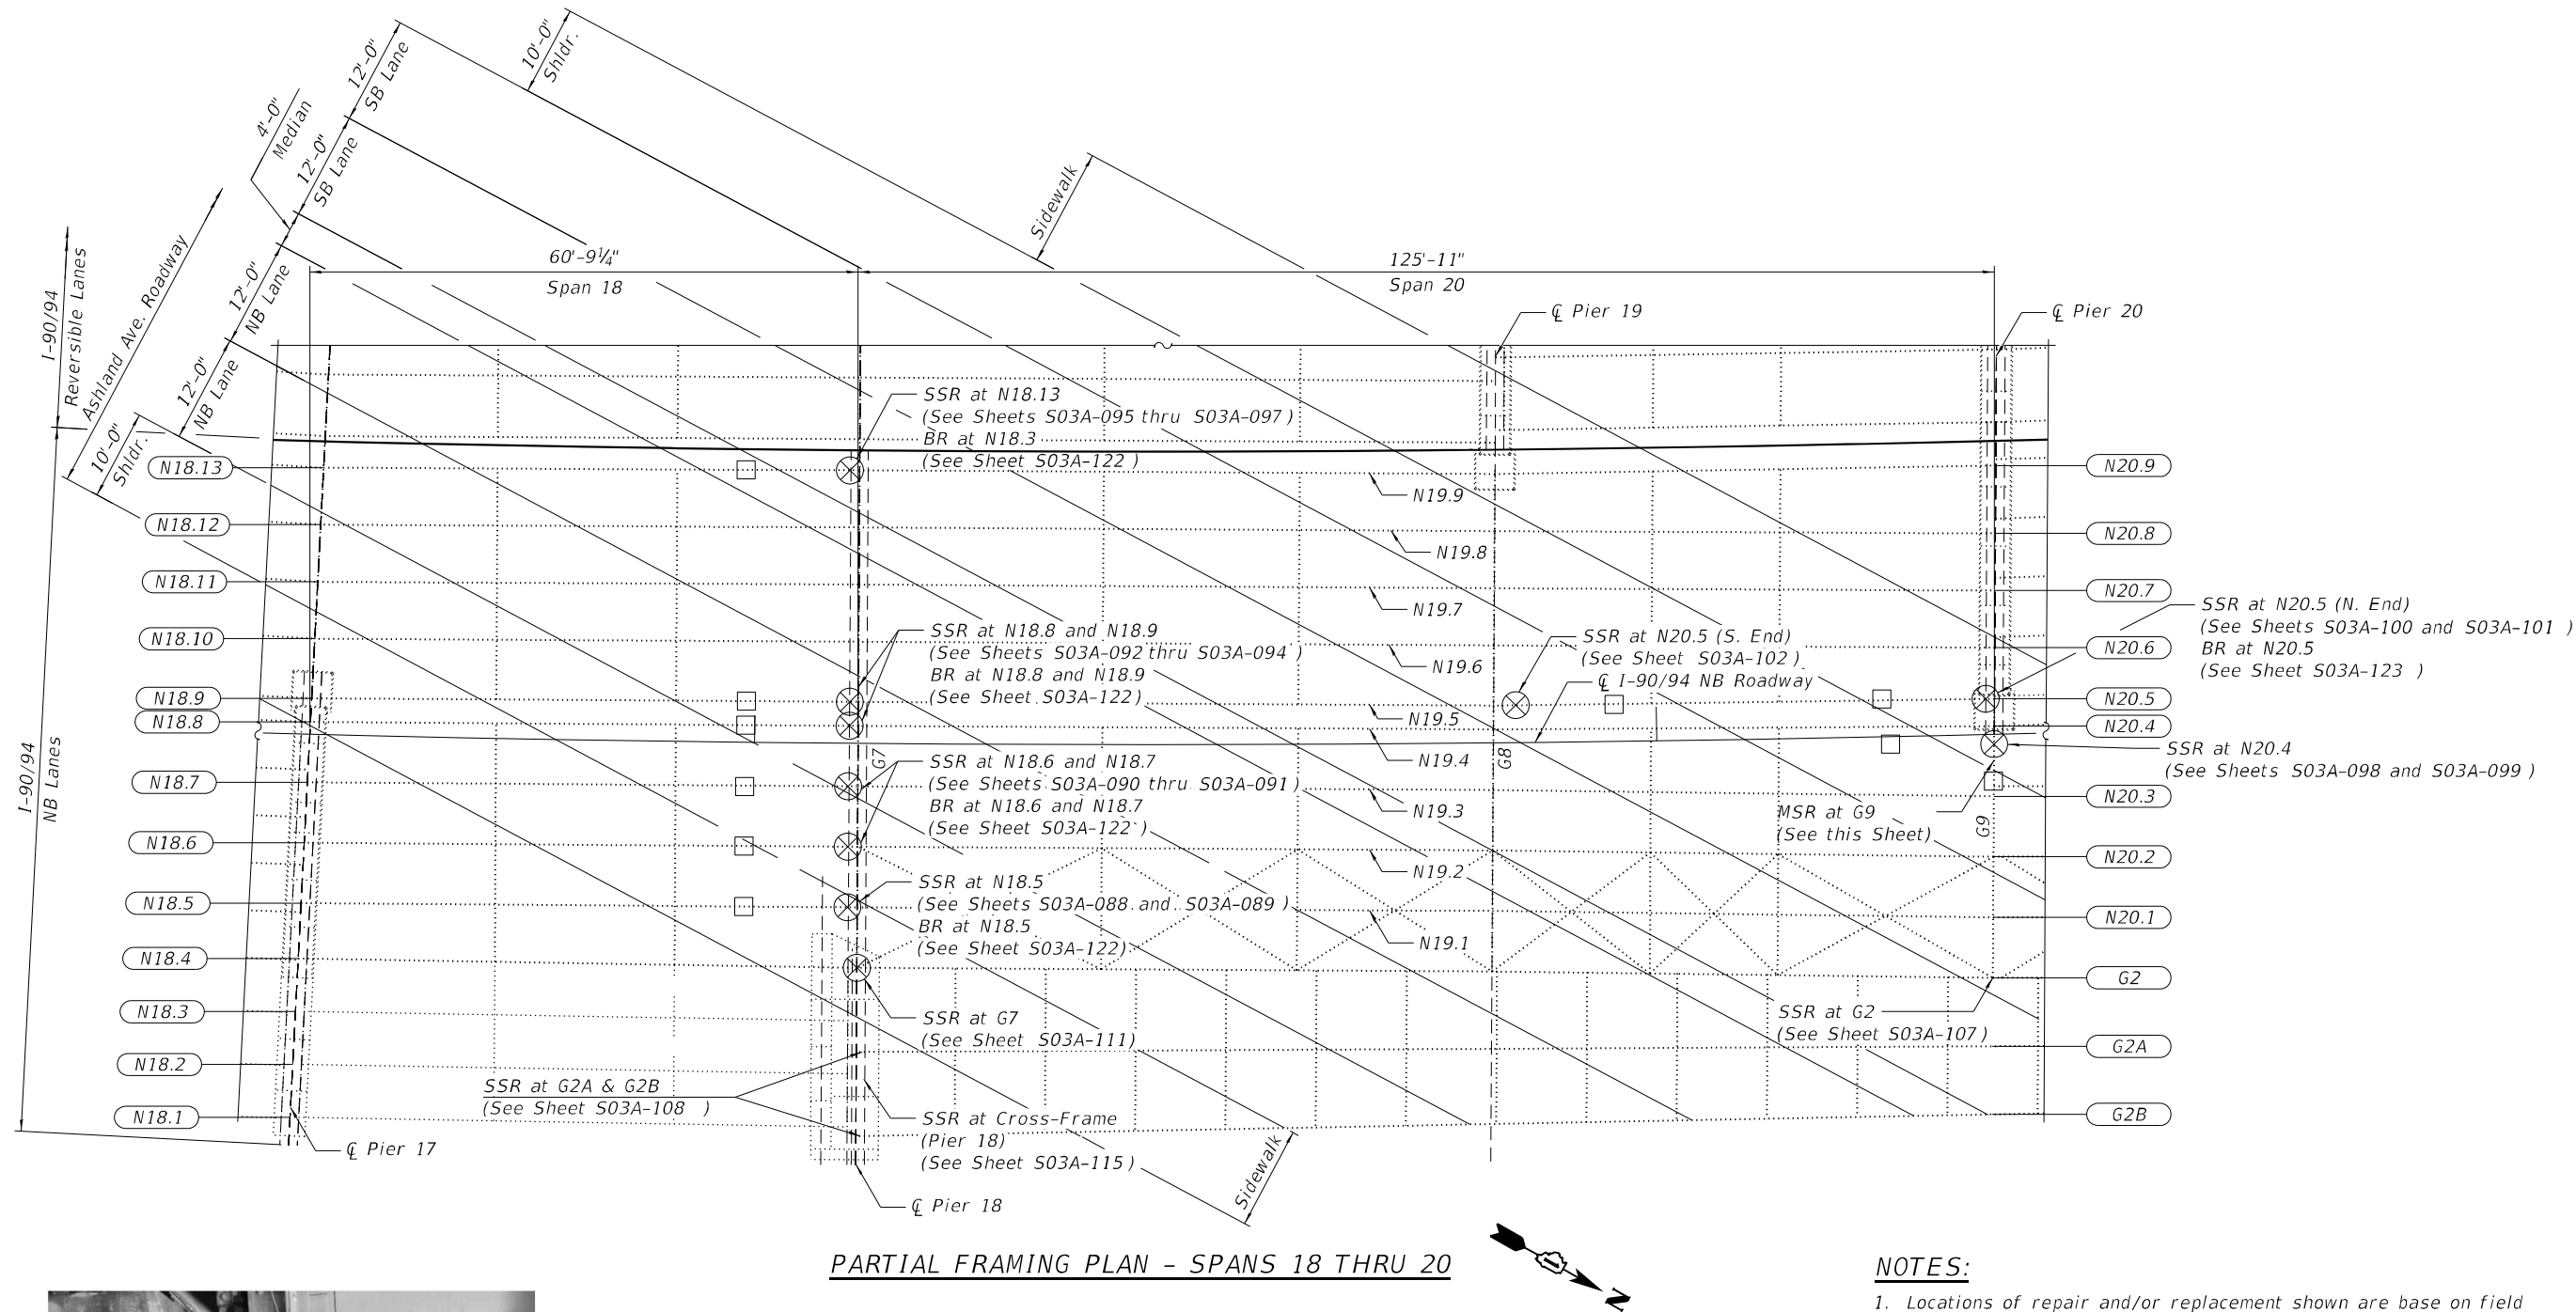 10'-0"
Shldr.
12'-0"
SB Lane
4'-0"
Median
12'-0"
SB Lane
Sidewalk
I-90/94
Reversible Lanes
Ashland Ave. Roadway
12'-0"
NB Lane
60'-9¼"
Span 18
125'-11"
Span 20
℄ Pier 19
℄ Pier 20
12'-0"
NB Lane
10'-0"
Shldr.
SSR at N18.13
(See Sheets S03A-095 thru S03A-097)
BR at N18.3
(See Sheet S03A-122 )
N18.13
N18.12
N18.11
N18.10
N18.9
N18.8
N18.7
N18.6
N18.5
N18.4
N18.3
N18.2
N18.1
I-90/94
NB Lanes
N19.9
N19.8
N19.7
N19.6
N19.5
N19.4
N19.3
N19.2
N19.1
N20.9
N20.8
N20.7
N20.6
N20.5
N20.4
N20.3
N20.2
N20.1
G2
G2A
G2B
SSR at N20.5 (N. End)
(See Sheets S03A-100 and S03A-101 )
BR at N20.5
(See Sheet S03A-123 )
SSR at N18.8 and N18.9
(See Sheets S03A-092 thru S03A-094 )
BR at N18.8 and N18.9
(See Sheet S03A-122)
SSR at N20.5 (S. End)
(See Sheet S03A-102 )
℄ I-90/94 NB Roadway
G7
G8
G9
SSR at N20.4
(See Sheets S03A-098 and S03A-099 )
SSR at N18.6 and N18.7
(See Sheets S03A-090 thru S03A-091)
BR at N18.6 and N18.7
(See Sheet S03A-122 )
MSR at G9
(See this Sheet)
SSR at N18.5
(See Sheets S03A-088 and S03A-089 )
BR at N18.5
(See Sheet S03A-122)
SSR at G7
(See Sheet S03A-111)
SSR at G2
(See Sheet S03A-107)
SSR at G2A & G2B
(See Sheet S03A-108 )
SSR at Cross-Frame
(Pier 18)
(See Sheet S03A-115 )
Sidewalk
℄ Pier 17
℄ Pier 18
PARTIAL FRAMING PLAN - SPANS 18 THRU 20
N
NOTES:
1. Locations of repair and/or replacement shown are base on field